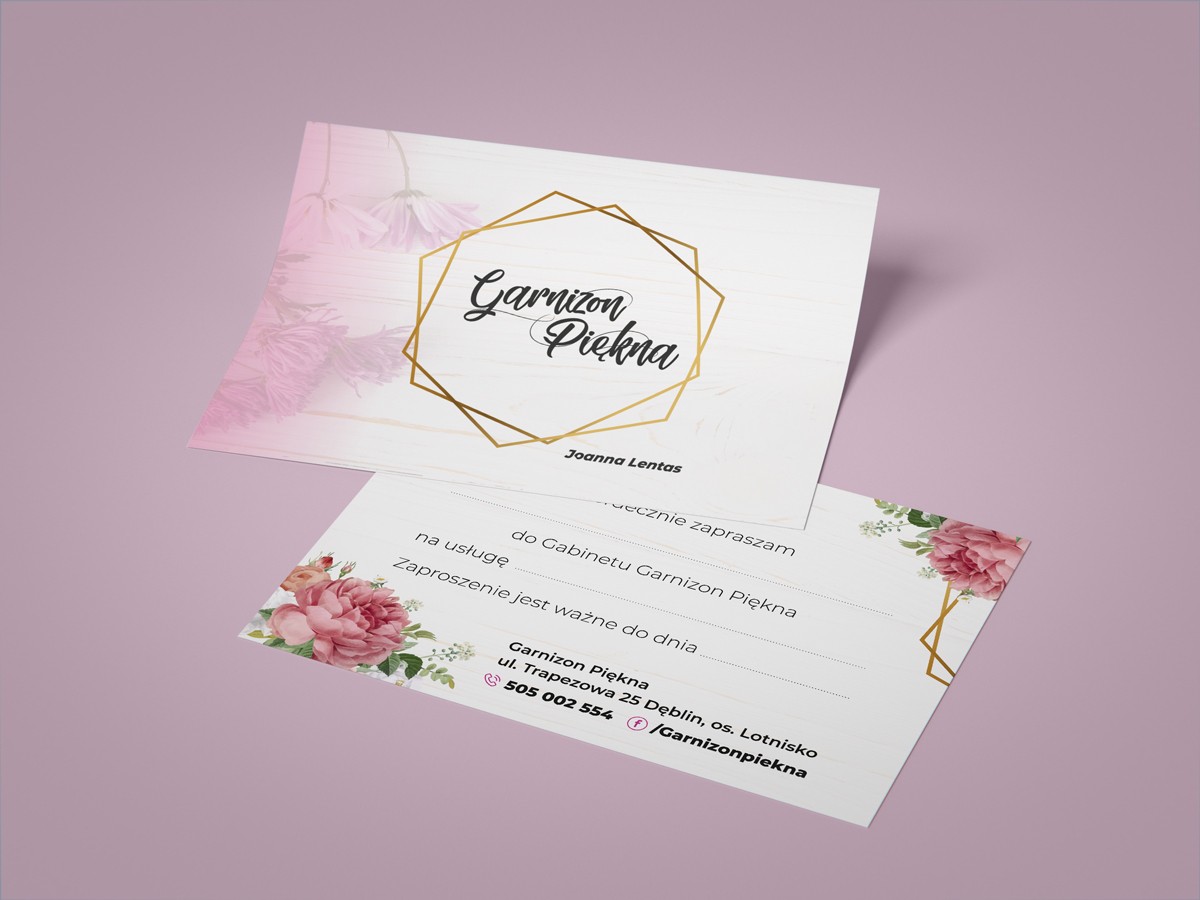 Garnizon
Piękna
Joanna Lentas
zapraszam
do Gabinetu Garnizon Piękna
na usługę
Zaproszenie jest ważne do dnia
Garnizon Piękna
ul. Trapezowa 25 Dęblin, os. Lotnisko
505 002 554 /Garnizonpiekna